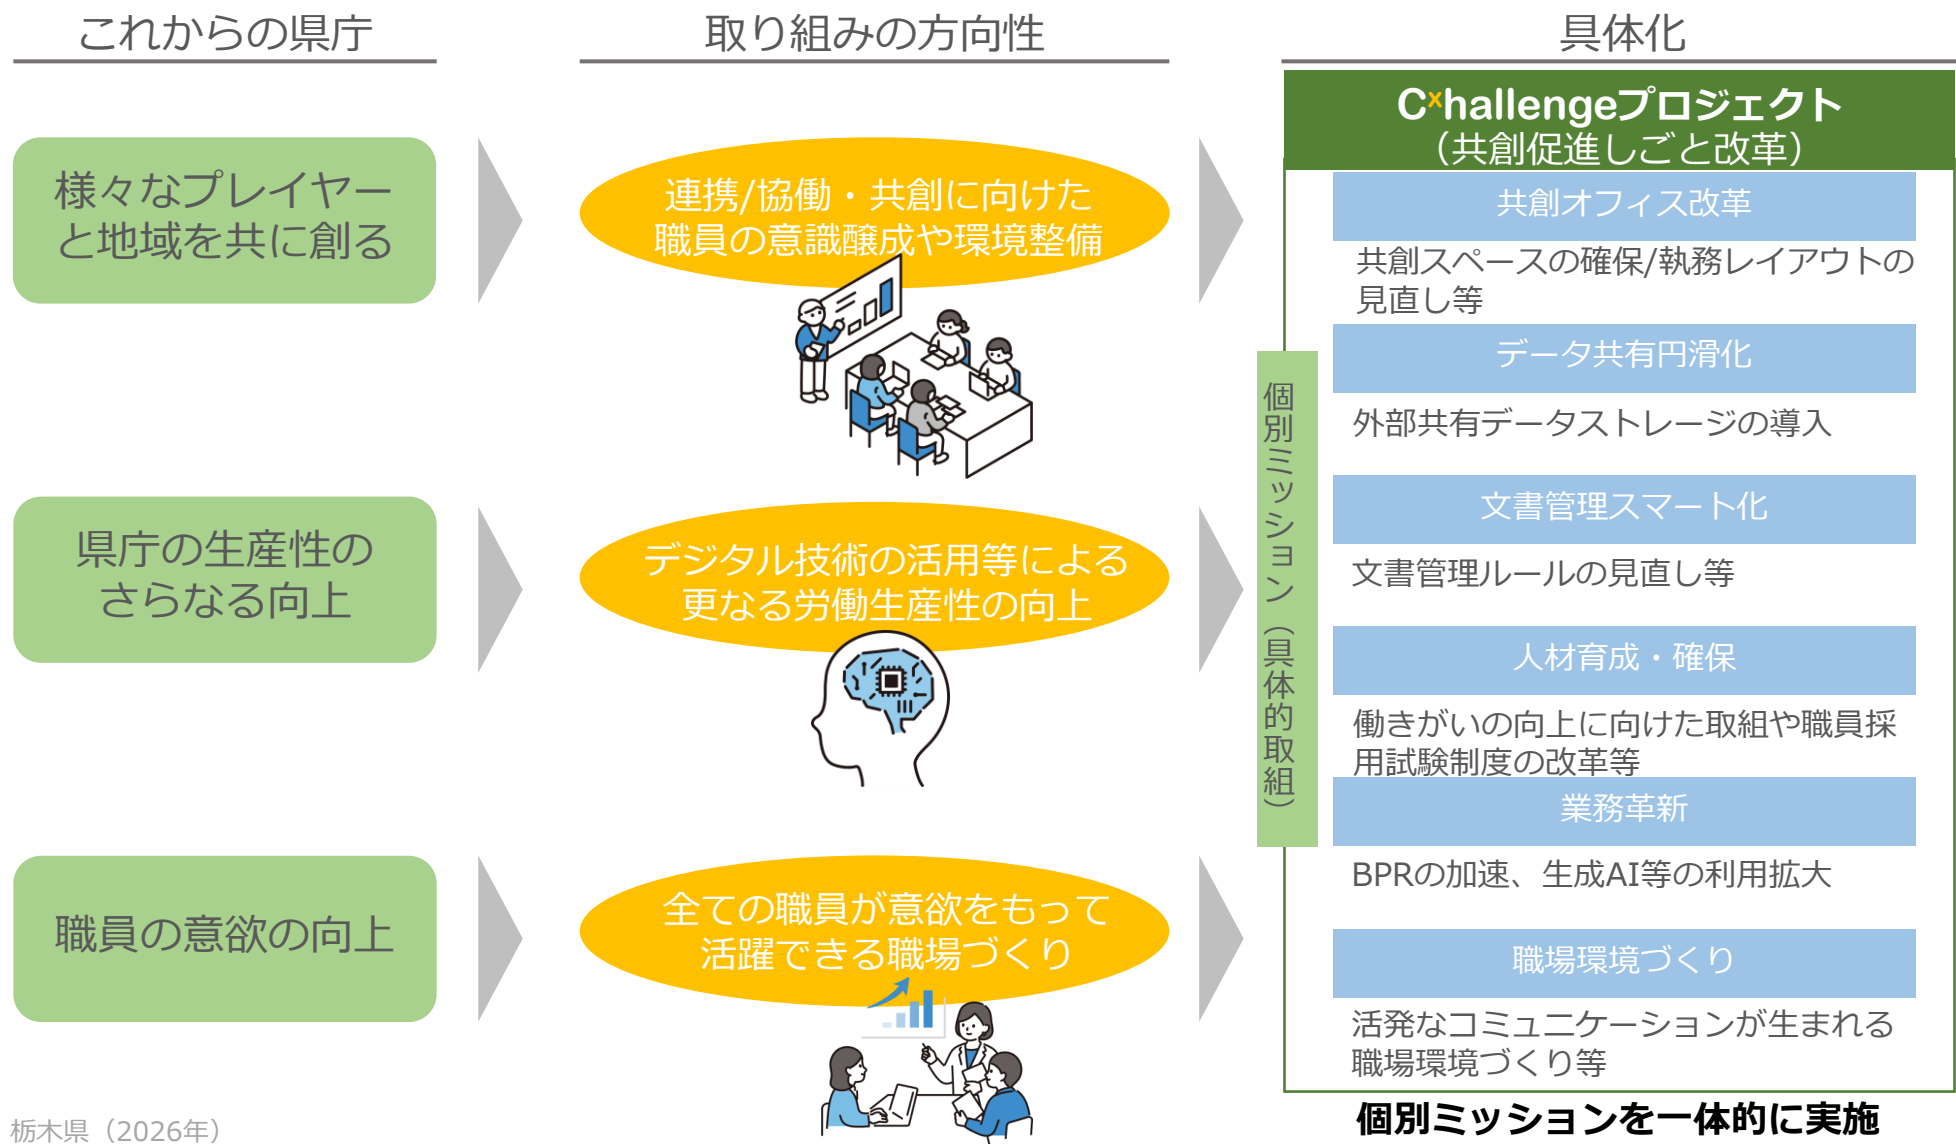 これからの県庁
様々なプレイヤー
と地域を共に創る
県庁の生産性の
さらなる向上
職員の意欲の向上
取り組みの方向性
連携/協働・共創に向けた
職員の意識醸成や環境整備
デジタル技術の活用等による
更なる労働生産性の向上
全ての職員が意欲をもって
活躍できる職場づくり
具体化
Cxhallengeプロジェクト
（共創促進しごと改革）
個別ミッション（具体的取組）
共創オフィス改革
共創スペースの確保/執務レイアウトの
見直し等
データ共有円滑化
外部共有データストレージの導入
文書管理スマート化
文書管理ルールの見直し等
人材育成・確保
働きがいの向上に向けた取組や職員採
用試験制度の改革等
業務革新
BPRの加速、生成AI等の利用拡大
職場環境づくり
活発なコミュニケーションが生まれる
職場環境づくり等
個別ミッションを一体的に実施
栃木県（2026年）